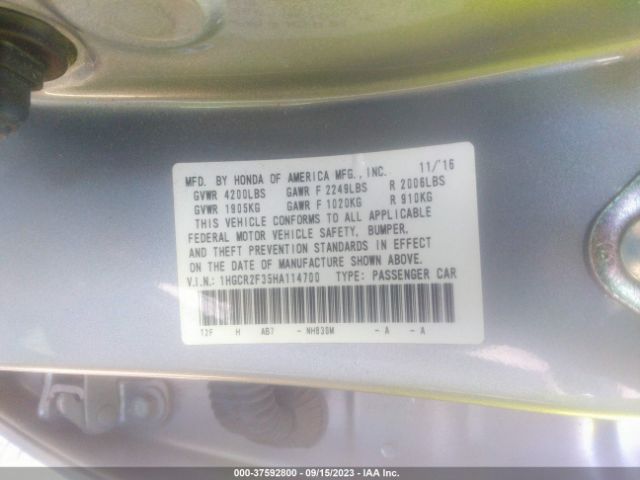 MFD. BY HONDA OF AMERICA MFG., INC. 11/'16
GVWR 4200LBS GAWR F 2249LBS R 2006LBS
GVWR 1905KG GAWR F 1020KG R 910KG
THIS VEHICLE CONFORMS TO ALL APPLICABLE
FEDERAL MOTOR VEHICLE SAFETY, BUMPER,
AND THEFT PREVENTION STANDARDS IN EFFECT
ON THE DATE OF MANUFACTURE SHOWN ABOVE.
V.I.N.: 1HGCR2F35HA114700 TYPE: PASSENGER CAR
T2F H AB7 - NH830M - A - A
000-37592800 - 09/15/2023 - IAA Inc.